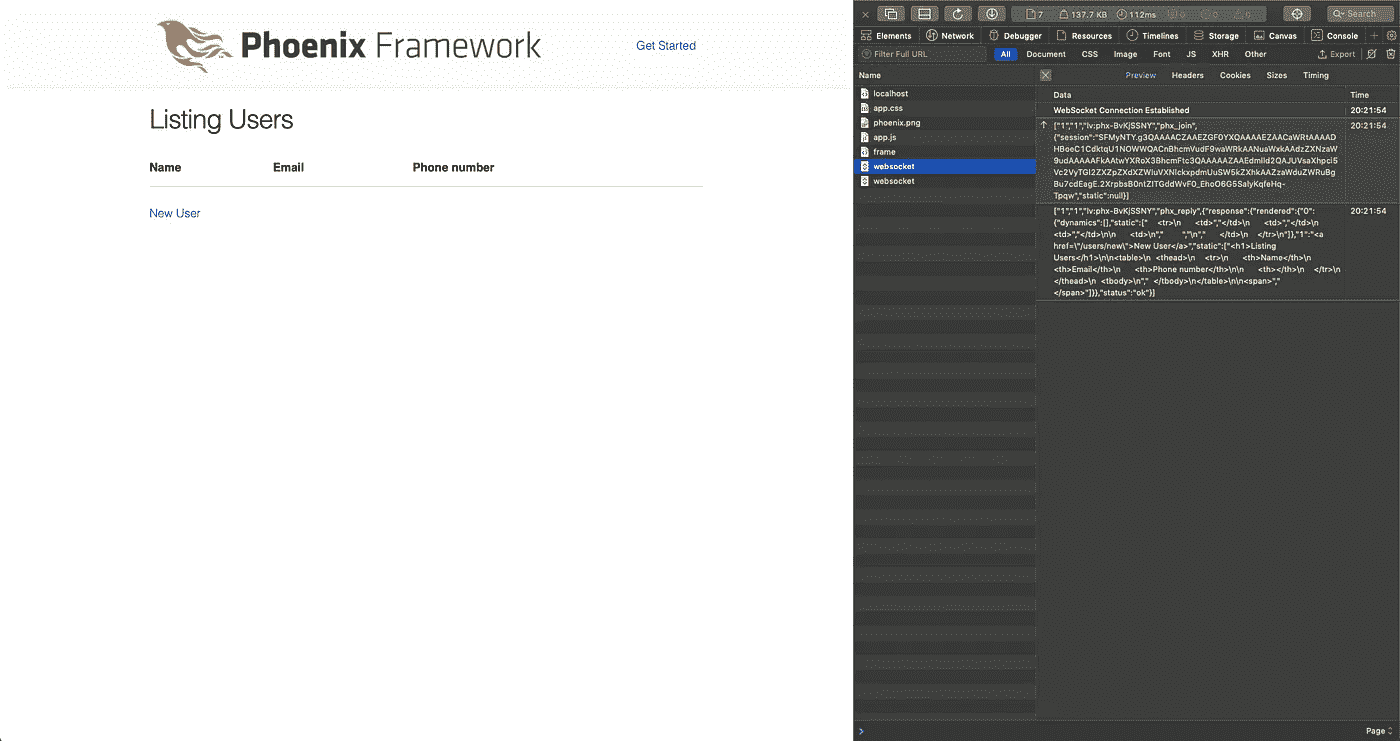 Phoenix Framework
Get Started
Listing Users
Name Email Phone number
New User
7 137.7 KB 112ms 0 0 0 Search
Elements Network Debugger Resources Timelines Storage Canvas Console
Filter Full URL All Document CSS Image Font JS XHR Other Export
Name
localhost
app.css
phoenix.png
app.js
frame
websocket
websocket
Preview Headers Cookies Sizes Timing
Data Time
WebSocket Connection Established 20:21:54
["1","1","lv:phx-BvKjSSNY","phx_join", 20:21:54
{"session":
"static":null}]
["1","1","lv:phx-BvKjSSNY","phx_reply",{"response":{"rendered":{"0": 20:21:54
{"dynamics":[],"static":["    <tr>\n      <td>","</td>\n      <td>","</td>\n
<td>","</td>\n\n      <td>\n","        ","\n","      </td>\n    </tr>\n"]},"1":"<a
href=\"/users/new\">New User</a>","static":["<h1>Listing
Users</h1>\n\n<table>\n  <thead>\n    <tr>\n      <th>Name</th>\n
<th>Email</th>\n      <th>Phone number</th>\n\n      <th></th>\n    </tr>\n
</thead>\n  <tbody>\n","  </tbody>\n</table>\n\n<span>","
</span>"]}},"status":"ok"}]
Page